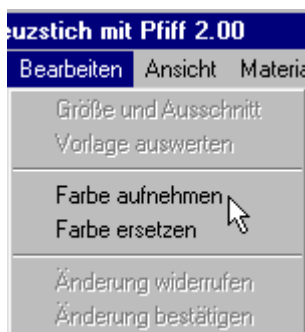 euzstich mit Pfiff 2.00
Bearbeiten Ansicht Materia
Größe und Ausschnitt
Vorlage auswerten
Farbe aufnehmen
Farbe ersetzen
Änderung widerrufen
Änderung bestätigen